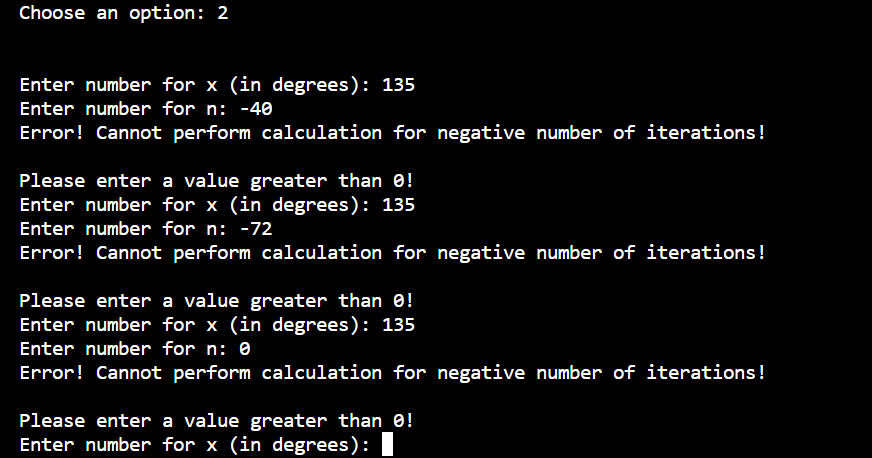 Choose an option: 2
Enter number for x (in degrees): 135
Enter number for n: -40
Error! Cannot perform calculation for negative number of iterations!
Please enter a value greater than 0!
Enter number for x (in degrees): 135
Enter number for n: -72
Error! Cannot perform calculation for negative number of iterations!
Please enter a value greater than 0!
Enter number for x (in degrees): 135
Enter number for n: 0
Error! Cannot perform calculation for negative number of iterations!
Please enter a value greater than 0!
Enter number for x (in degrees):